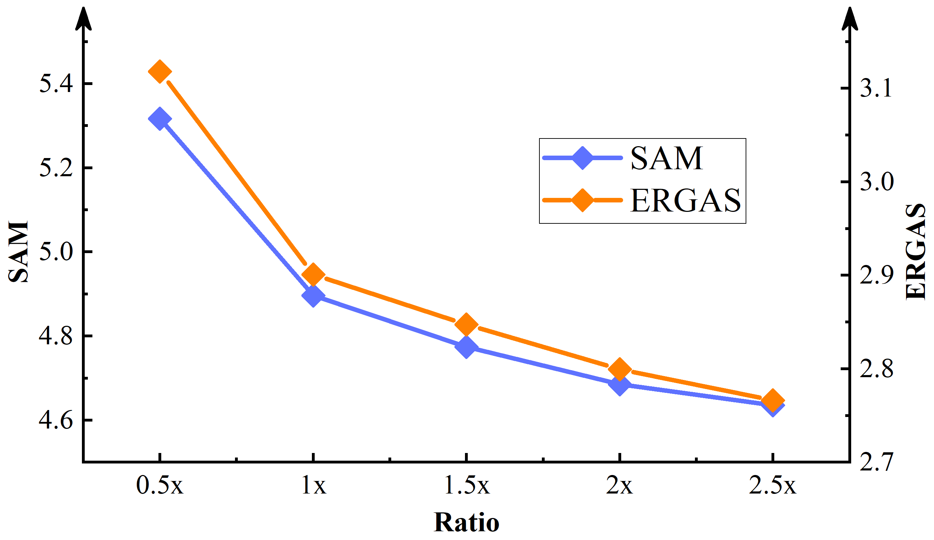 SAM
5.4
5.2
5.0
4.8
4.6
SAM
ERGAS
3.1
3.0
2.9
2.8
2.7
ERGAS
0.5x 1x 1.5x 2x 2.5x
Ratio